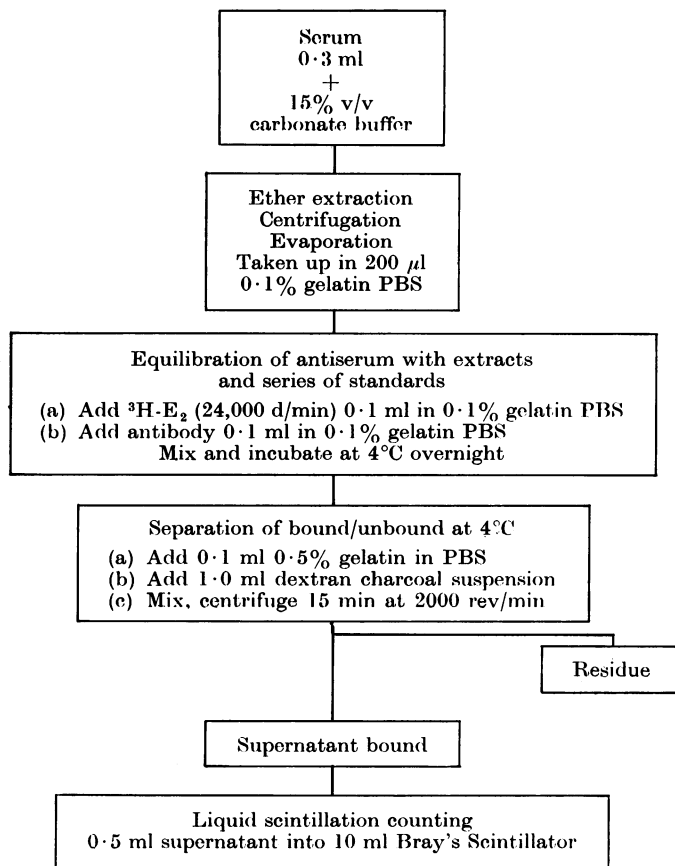 Serum
0·3 ml
+
15% v/v
carbonate buffer
Ether extraction
Centrifugation
Evaporation
Taken up in 200 μl
0·1% gelatin PBS
Equilibration of antiserum with extracts
and series of standards
(a) Add ³H-E₂ (24,000 d/min) 0·1 ml in 0·1% gelatin PBS
(b) Add antibody 0·1 ml in 0·1% gelatin PBS
Mix and incubate at 4°C overnight
Separation of bound/unbound at 4°C
(a) Add 0·1 ml 0·5% gelatin in PBS
(b) Add 1·0 ml dextran charcoal suspension
(c) Mix, centrifuge 15 min at 2000 rev/min
Residue
Supernatant bound
Liquid scintillation counting
0·5 ml supernatant into 10 ml Bray's Scintillator